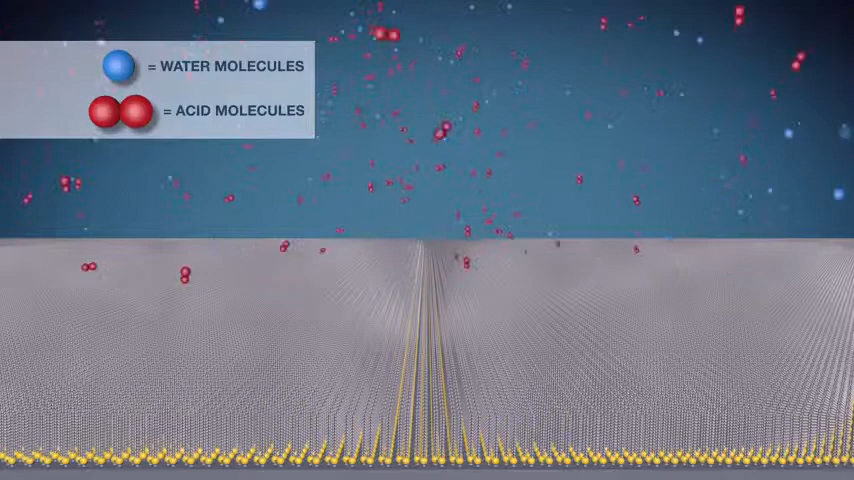 = WATER MOLECULES
= ACID MOLECULES